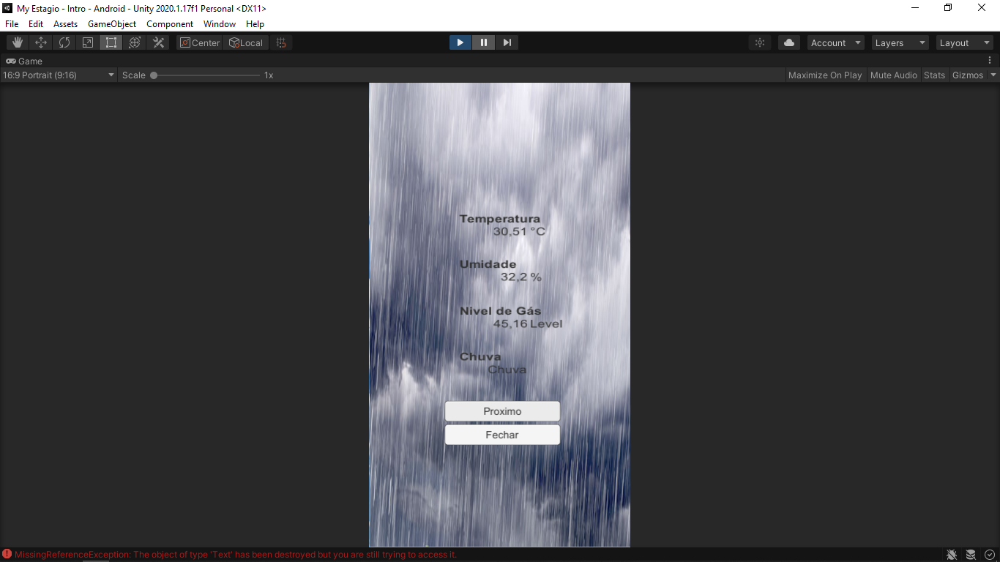 My Estagio - Intro - Android - Unity 2020.1.17f1 Personal <DX11>
File Edit Assets GameObject Component Window Help
Center Local Account Layers Layout
Game
16:9 Portrait (9:16) Scale 1x Maximize On Play Mute Audio Stats Gizmos
Temperatura
30,51 °C
Umidade
32,2 %
Nivel de Gás
45,16 Level
Chuva
Chuva
Proximo
Fechar
MissingReferenceException: The object of type 'Text' has been destroyed but you are still trying to access it.